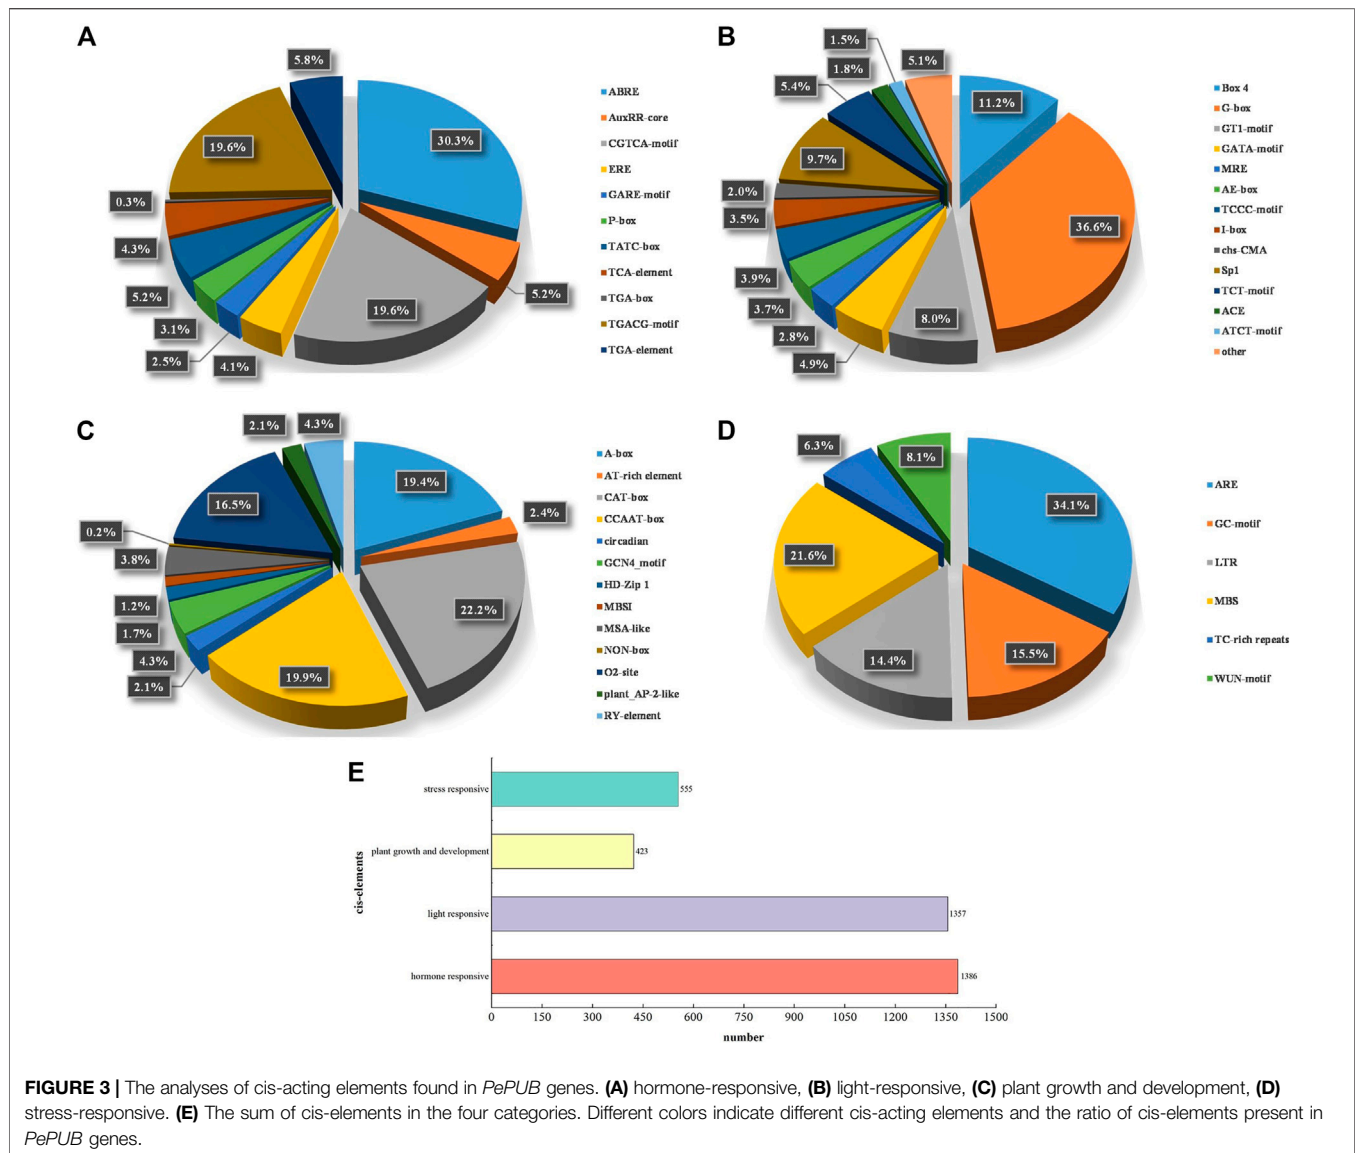 A
5.8%
30.3%
19.6%
0.3%
4.3%
5.2%
3.1%
2.5%
4.1%
19.6%
5.2%
ABRE
AuxRR-core
CGTCA-motif
ERE
GARE-motif
P-box
TATC-box
TCA-element
TGA-box
TGACG-motif
TGA-element
B
1.5%
1.8%
5.1%
5.4%
11.2%
9.7%
2.0%
3.5%
36.6%
3.9%
3.7%
2.8%
4.9%
8.0%
Box 4
G-box
GT1-motif
GATA-motif
MRE
AE-box
TCCC-motif
I-box
chs-CMA
Sp1
TCT-motif
ACE
ATCT-motif
other
C
2.1%
4.3%
19.4%
16.5%
2.4%
0.2%
3.8%
1.2%
1.7%
4.3%
2.1%
19.9%
22.2%
A-box
AT-rich element
CAT-box
CCAAT-box
circadian
GCN4_motif
HD-Zip 1
MBSI
MSA-like
NON-box
O2-site
plant_AP-2-like
RY-element
D
6.3%
8.1%
34.1%
21.6%
14.4%
15.5%
ARE
GC-motif
LTR
MBS
TC-rich repeats
WUN-motif
E
cis-elements
stress responsive
555
plant growth and development
423
light responsive
1357
hormone responsive
1386
0 150 300 450 600 750 900 1050 1200 1350 1500
number
FIGURE 3 | The analyses of cis-acting elements found in PePUB genes. (A) hormone-responsive, (B) light-responsive, (C) plant growth and development, (D)
stress-responsive. (E) The sum of cis-elements in the four categories. Different colors indicate different cis-acting elements and the ratio of cis-elements present in
PePUB genes.